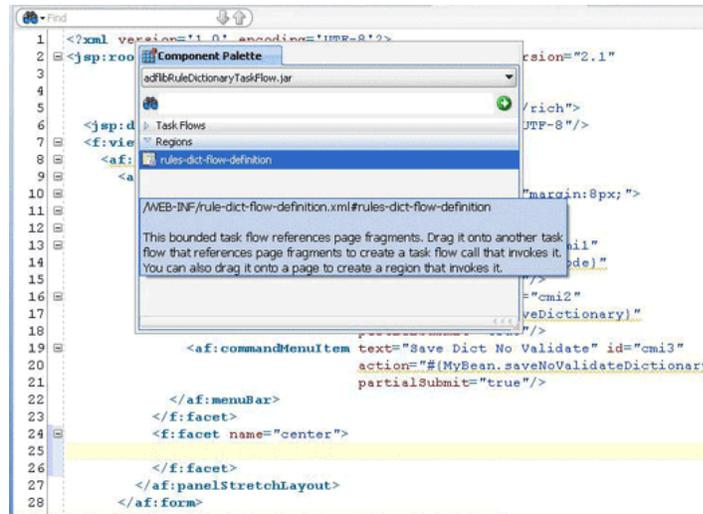 Find
1 <?xml version='1.0' encoding='UTF-8'?>
2 <jsp:roo
rsion="2.1"
Component Palette
3
adflibRuleDictionaryTaskFlow.jar
4
5
/rich">
6 <jsp:d
Task Flows
UTF-8"/>
7 <f:vie
Regions
8 <af:
rules-dict-flow-definition
9 <a
10
"margin:8px;">
11
/WEB-INF/rule-dict-flow-definition.xml#rules-dict-flow-definition
12
13
This bounded task flow references page fragments. Drag it onto another task
mi1"
14
flow that references page fragments to create a task flow call that invokes it.
ode}"
15
You can also drag it onto a page to create a region that invokes it.
"/>
16
="cmi2"
17
veDictionary}"
18
"/>
19 <af:commandMenuItem text="Save Dict No Validate" id="cmi3"
20 action="#{MyBean.saveNoValidateDictionary
21 partialSubmit="true"/>
22 </af:menuBar>
23 </f:facet>
24 <f:facet name="center">
25
26 </f:facet>
27 </af:panelStretchLayout>
28 </af:form>